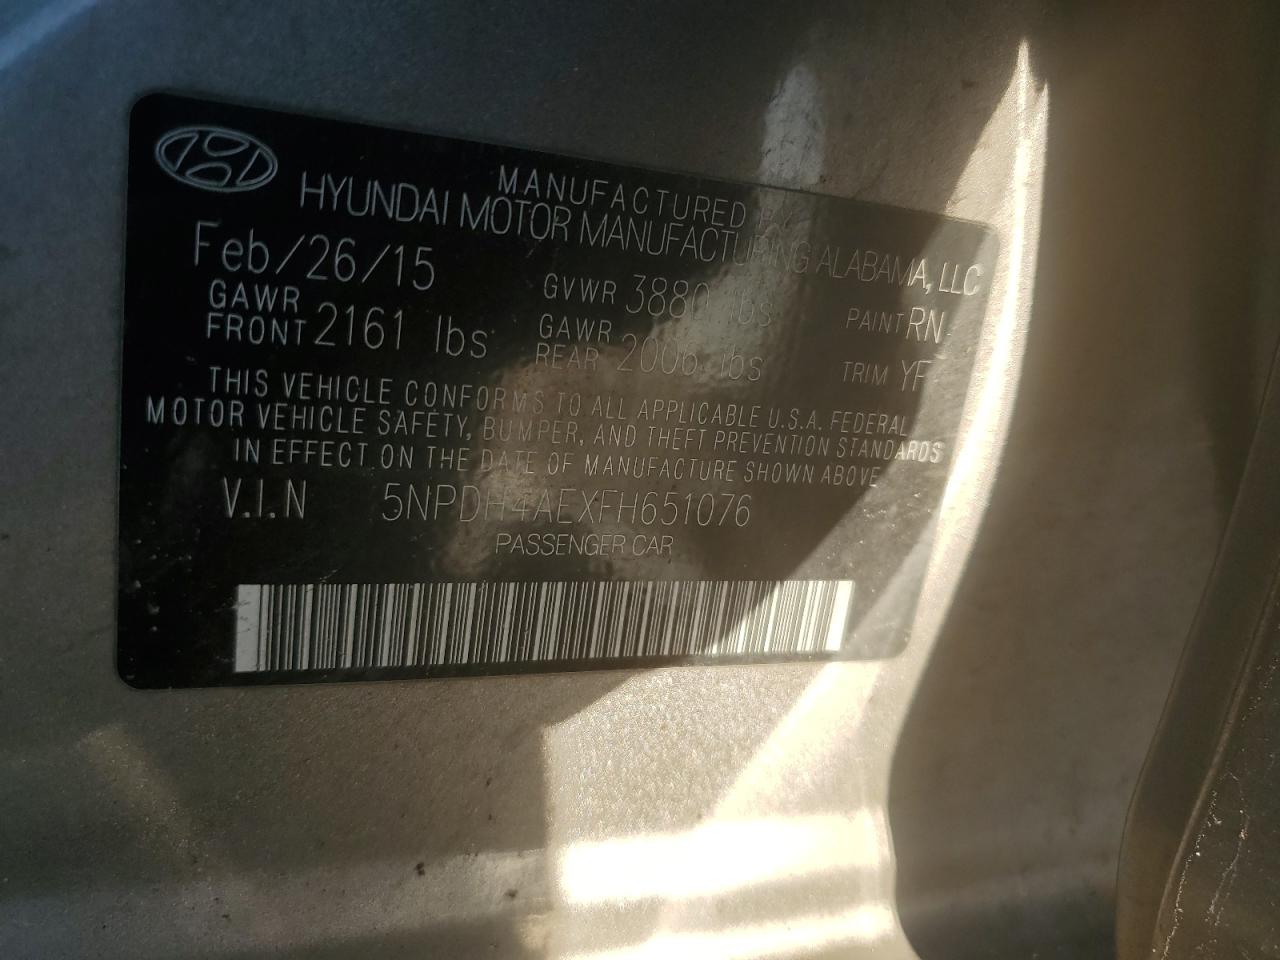 MANUFACTURED BY
HYUNDAI MOTOR MANUFACTURING ALABAMA, LLC
Feb/26/15 GVWR 3880 lbs PAINT RN
GAWR FRONT 2161 lbs GAWR REAR 2006 lbs TRIM YF
THIS VEHICLE CONFORMS TO ALL APPLICABLE U.S.A. FEDERAL
MOTOR VEHICLE SAFETY, BUMPER, AND THEFT PREVENTION STANDARDS
IN EFFECT ON THE DATE OF MANUFACTURE SHOWN ABOVE
V.I.N 5NPDH4AEXFH651076
PASSENGER CAR